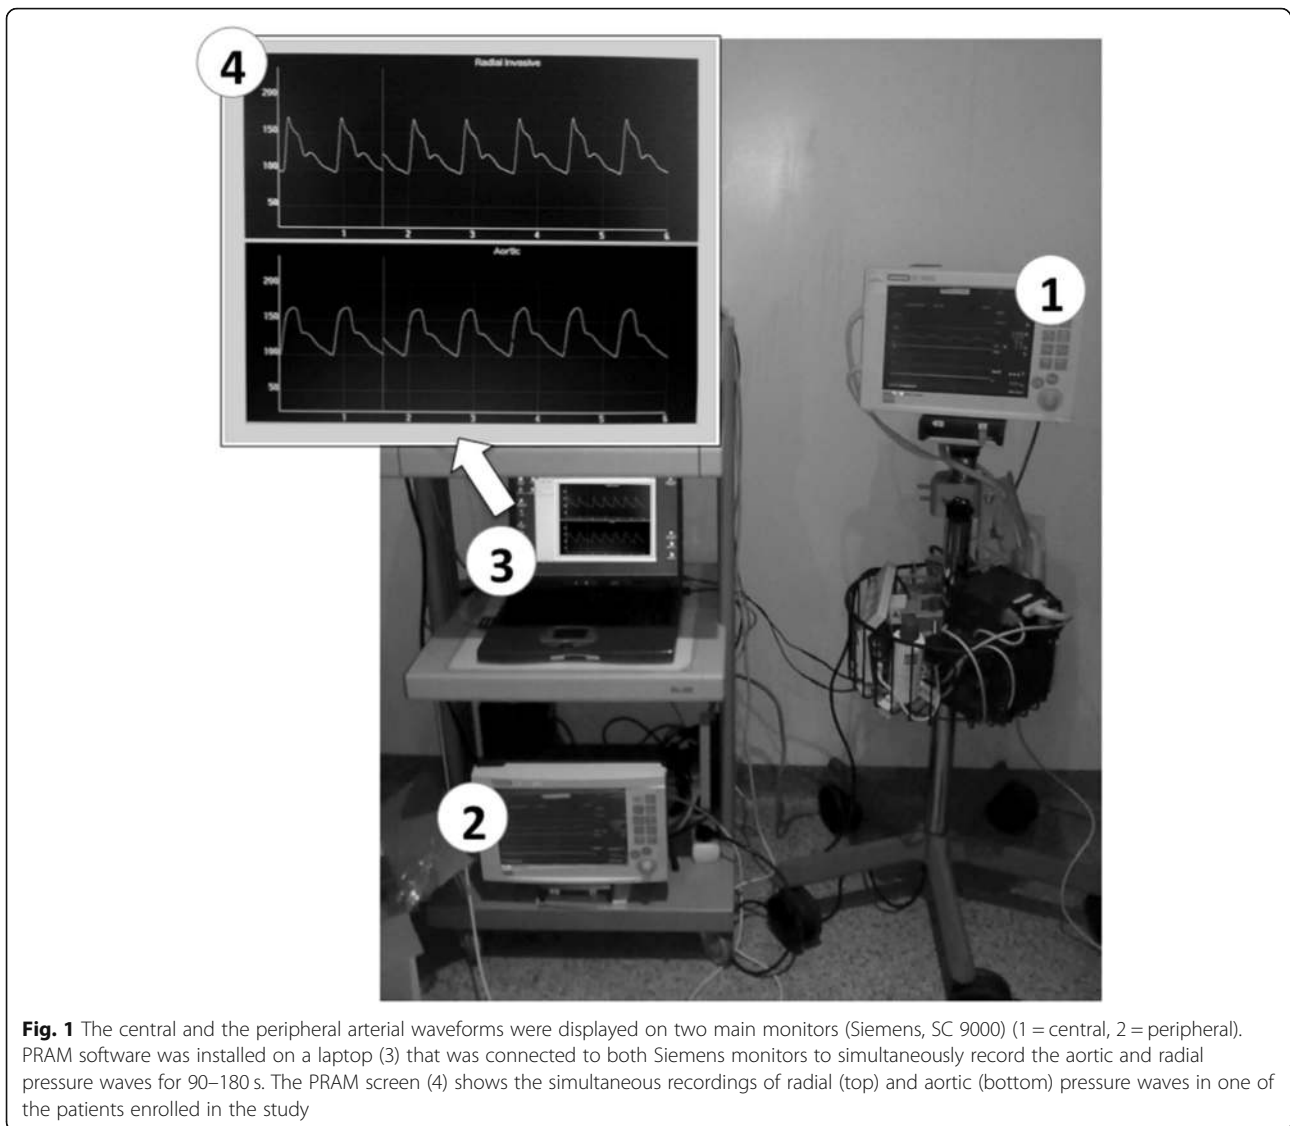 4
Radial Invasive
200
150
100
50
1 2 3 4 5 6
Aortic
200
150
100
50
1 2 3 4 5 6
1
3
2
Fig. 1 The central and the peripheral arterial waveforms were displayed on two main monitors (Siemens, SC 9000) (1 = central, 2 = peripheral).
PRAM software was installed on a laptop (3) that was connected to both Siemens monitors to simultaneously record the aortic and radial
pressure waves for 90–180 s. The PRAM screen (4) shows the simultaneous recordings of radial (top) and aortic (bottom) pressure waves in one of
the patients enrolled in the study